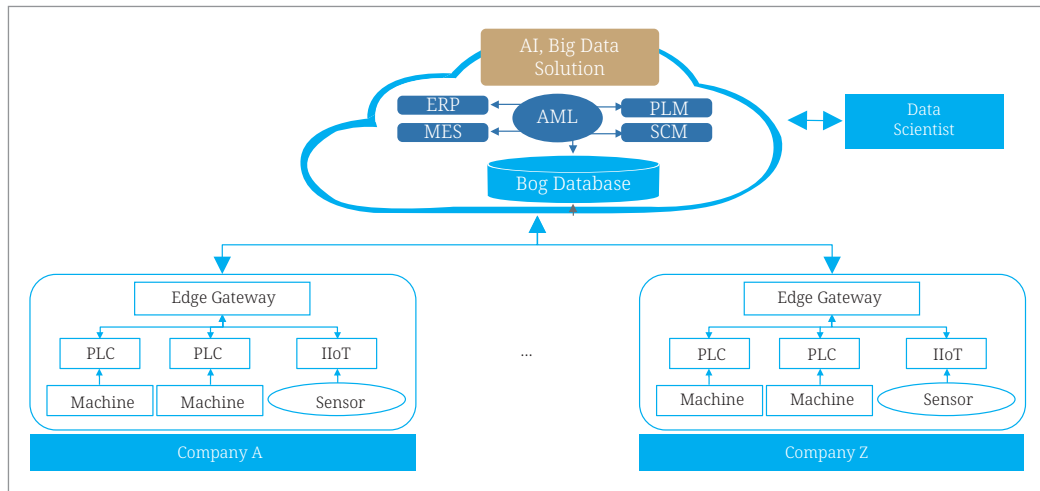 AI, Big Data
Solution
ERP
AML
PLM
MES
SCM
Data
Scientist
Bog Database
Edge Gateway
PLC
PLC
IIoT
Machine
Machine
Sensor
Company A
...
Edge Gateway
PLC
PLC
IIoT
Machine
Machine
Sensor
Company Z